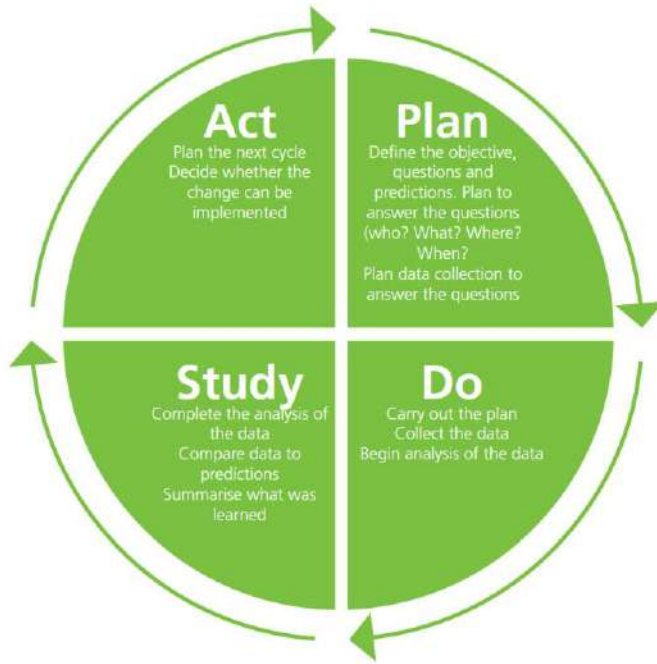 Act
Plan the next cycle
Decide whether the
change can be
implemented
Plan
Define the objective,
questions and
predictions. Plan to
answer the questions
(who? What? Where?
When?
Plan data collection to
answer the questions
Study
Complete the analysis of
the data
Compare data to
predictions
Summarise what was
learned
Do
Carry out the plan
Collect the data
Begin analysis of the data